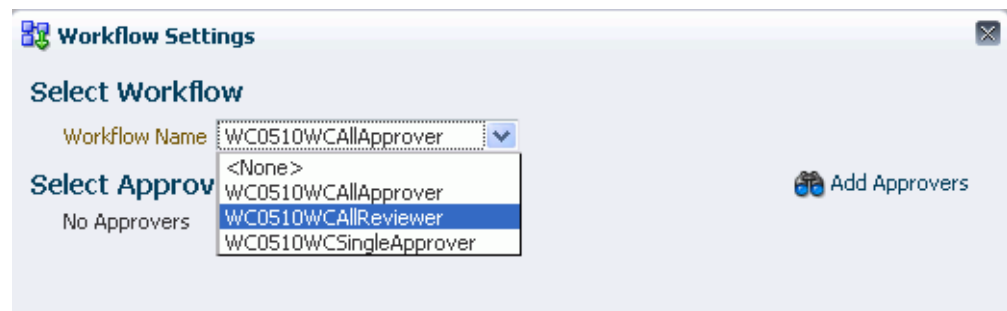 Workflow Settings
Select Workflow
Workflow Name WC0510WCAllApprover
<None>
Select Approv WC0510WCAllApprover Add Approvers
No Approvers WC0510WCAllReviewer
WC0510WCSingleApprover